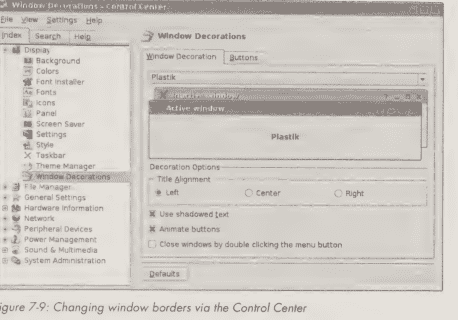 Window Decorations - Control Center
File View Settings Help
Index Search Help
Display
Background
Colors
Font Installer
Fonts
Icons
Panel
Screen Saver
Settings
Style
Taskbar
Theme Manager
Window Decorations
File Manager
General Settings
Hardware Information
Network
Peripheral Devices
Power Management
Sound & Multimedia
System Administration
Window Decorations
Window Decoration Buttons
Plastik
Inactive Window
Active Window
Plastik
Decoration Options
Title Alignment
Left Center Right
Use shadowed text
Animate buttons
Close windows by double clicking the menu button
Defaults
igure 7-9: Changing window borders via the Control Center